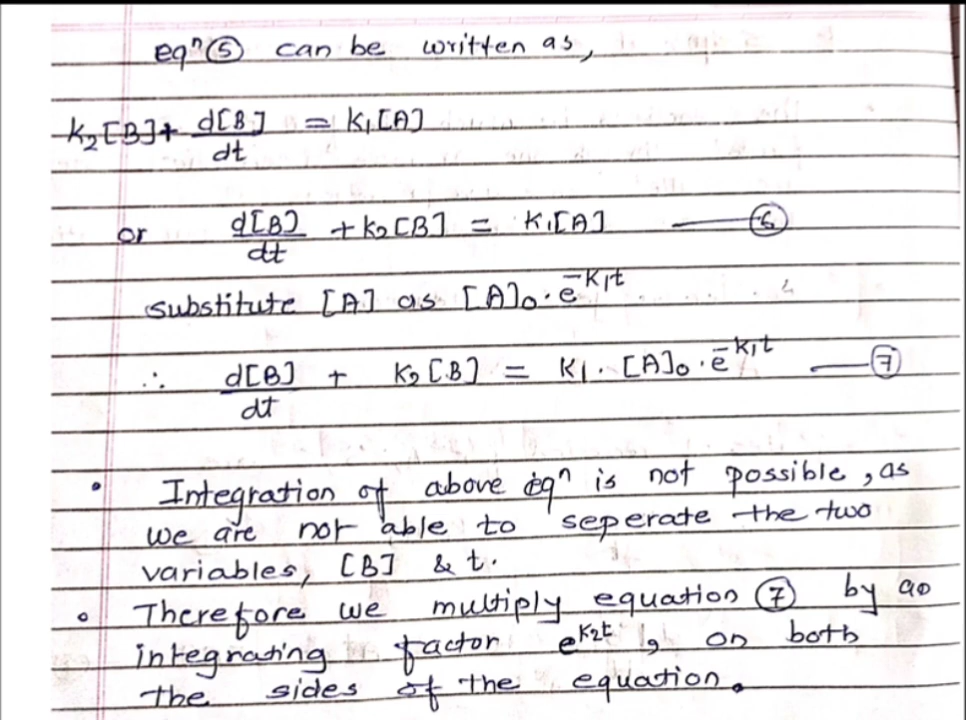 eqⁿ ⑤ can be written as,
K₂[B] + d[B]/dt = K₁[A]
or d[B]/dt + K₂[B] = K₁[A] —— ⑥
substitute [A] as [A]₀·e^-K₁t
∴ d[B]/dt + K₂[B] = K₁·[A]₀·e^-K₁t —— ⑦
• Integration of above eqⁿ is not possible, as
we are not able to seperate the two
variables, [B] & t.
• Therefore we multiply equation ⑦ by an
integrating factor e^K₂t, on both
the sides of the equation.